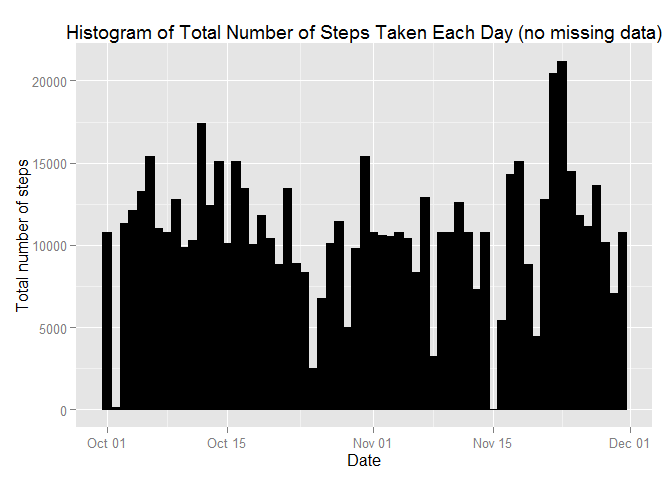 Histogram of Total Number of Steps Taken Each Day (no missing data)
Total number of steps
20000
15000
10000
5000
0
Oct 01
Oct 15
Nov 01
Nov 15
Dec 01
Date